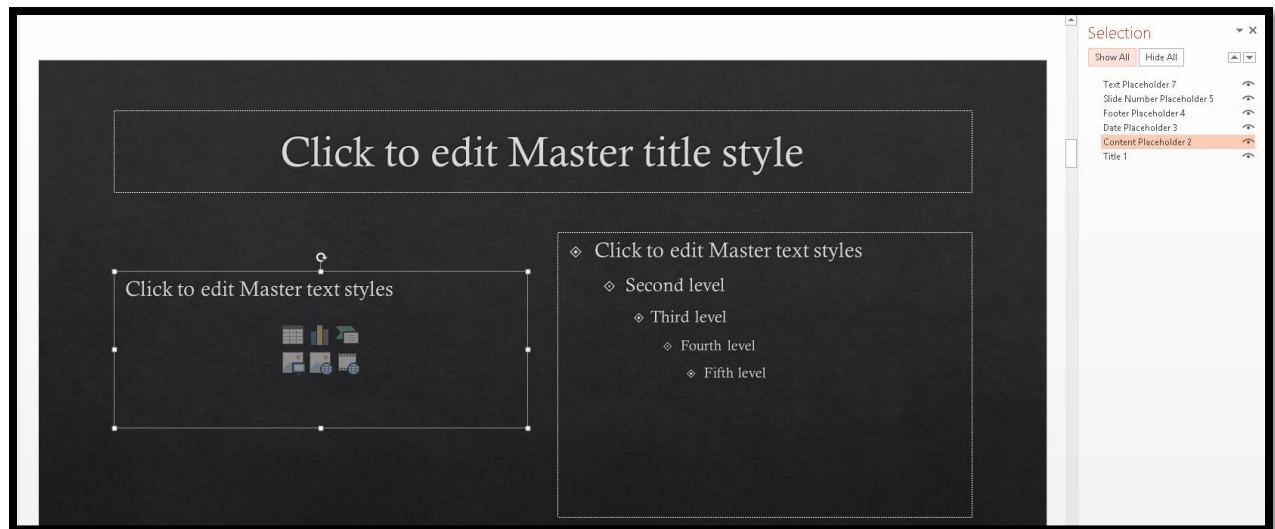 Click to edit Master title style
Click to edit Master text styles
Click to edit Master text styles
Second level
Third level
Fourth level
Fifth level
Selection
Show All Hide All
Text Placeholder 7
Slide Number Placeholder 5
Footer Placeholder 4
Date Placeholder 3
Content Placeholder 2
Title 1